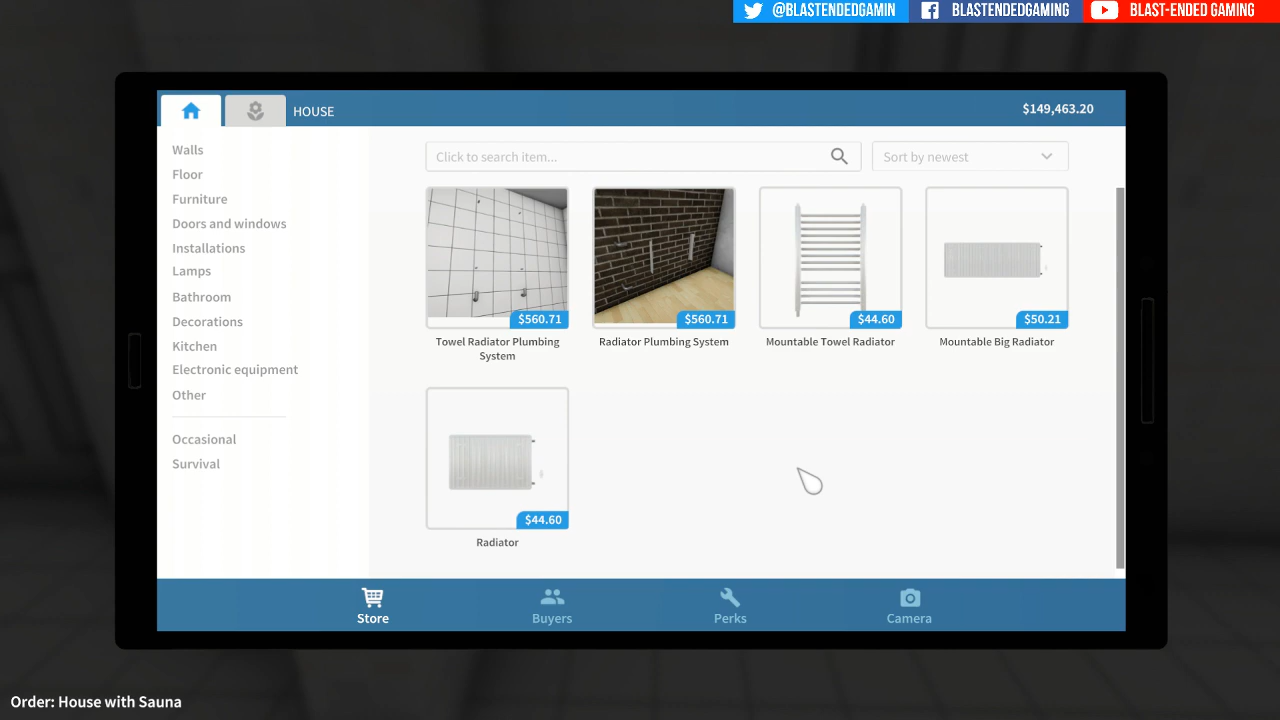 @BLASTENDEDGAMIN
BLASTENDEDGAMING
BLAST-ENDED GAMING
HOUSE
$149,463.20
Walls
Floor
Furniture
Doors and windows
Installations
Lamps
Bathroom
Decorations
Kitchen
Electronic equipment
Other
Occasional
Survival
Click to search item...
Sort by newest
$560.71
Towel Radiator Plumbing
System
$560.71
Radiator Plumbing System
$44.60
Mountable Towel Radiator
$50.21
Mountable Big Radiator
$44.60
Radiator
Store
Buyers
Perks
Camera
Order: House with Sauna